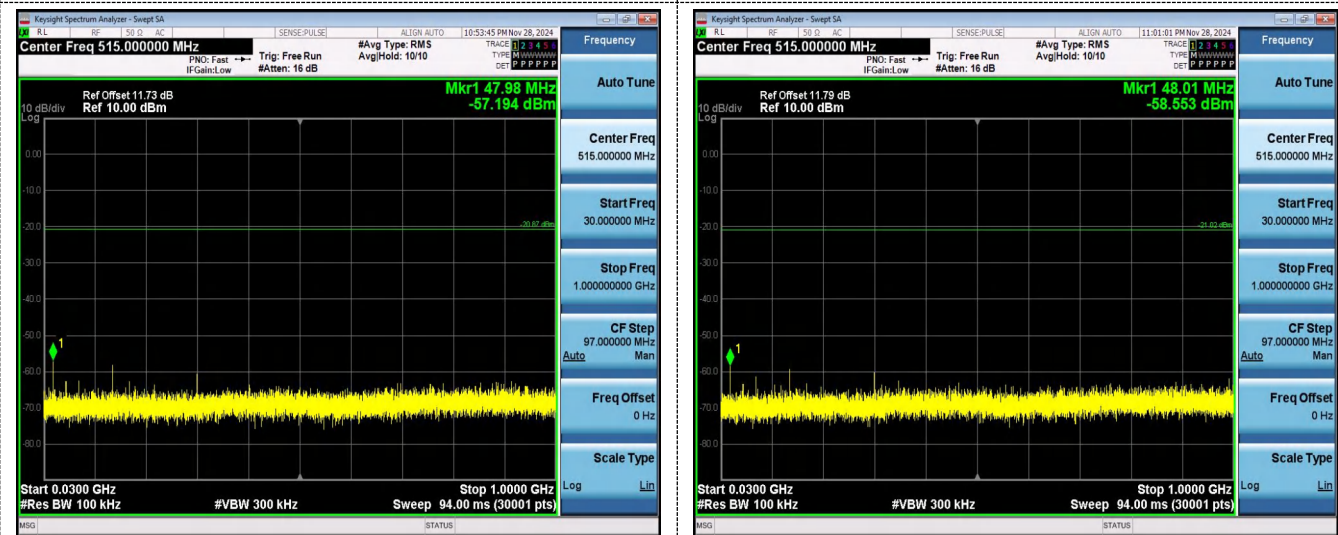 Keysight Spectrum Analyzer - Swept SA
RL RF 50 Ω AC SENSE:PULSE ALIGN AUTO 10:53:45 PM Nov 28, 2024
Center Freq 515.000000 MHz
PNO: Fast
IFGain:Low
Trig: Free Run
#Atten: 16 dB
#Avg Type: RMS
Avg|Hold: 10/10
TRACE 1 2 3 4 5 6
TYPE M WWWWW
DET P P P P P P
Ref Offset 11.73 dB
Ref 10.00 dBm
10 dB/div
Log
Mkr1 47.98 MHz
-57.194 dBm
0.00
-10.0
-20.0
-30.0
-40.0
-50.0
-60.0
-70.0
-80.0
-20.87 dBm
1
Start 0.0300 GHz
#Res BW 100 kHz
#VBW 300 kHz
Stop 1.0000 GHz
Sweep 94.00 ms (30001 pts)
MSG
STATUS
Frequency
Auto Tune
Center Freq
515.000000 MHz
Start Freq
30.000000 MHz
Stop Freq
1.000000000 GHz
CF Step
97.000000 MHz
Auto Man
Freq Offset
0 Hz
Scale Type
Log Lin
Keysight Spectrum Analyzer - Swept SA
RL RF 50 Ω AC SENSE:PULSE ALIGN AUTO 11:01:01 PM Nov 28, 2024
Center Freq 515.000000 MHz
PNO: Fast
IFGain:Low
Trig: Free Run
#Atten: 16 dB
#Avg Type: RMS
Avg|Hold: 10/10
TRACE 1 2 3 4 5 6
TYPE M WWWWW
DET P P P P P P
Ref Offset 11.79 dB
Ref 10.00 dBm
10 dB/div
Log
Mkr1 48.01 MHz
-58.553 dBm
0.00
-10.0
-20.0
-30.0
-40.0
-50.0
-60.0
-70.0
-80.0
-21.02 dBm
1
Start 0.0300 GHz
#Res BW 100 kHz
#VBW 300 kHz
Stop 1.0000 GHz
Sweep 94.00 ms (30001 pts)
MSG
STATUS
Frequency
Auto Tune
Center Freq
515.000000 MHz
Start Freq
30.000000 MHz
Stop Freq
1.000000000 GHz
CF Step
97.000000 MHz
Auto Man
Freq Offset
0 Hz
Scale Type
Log Lin